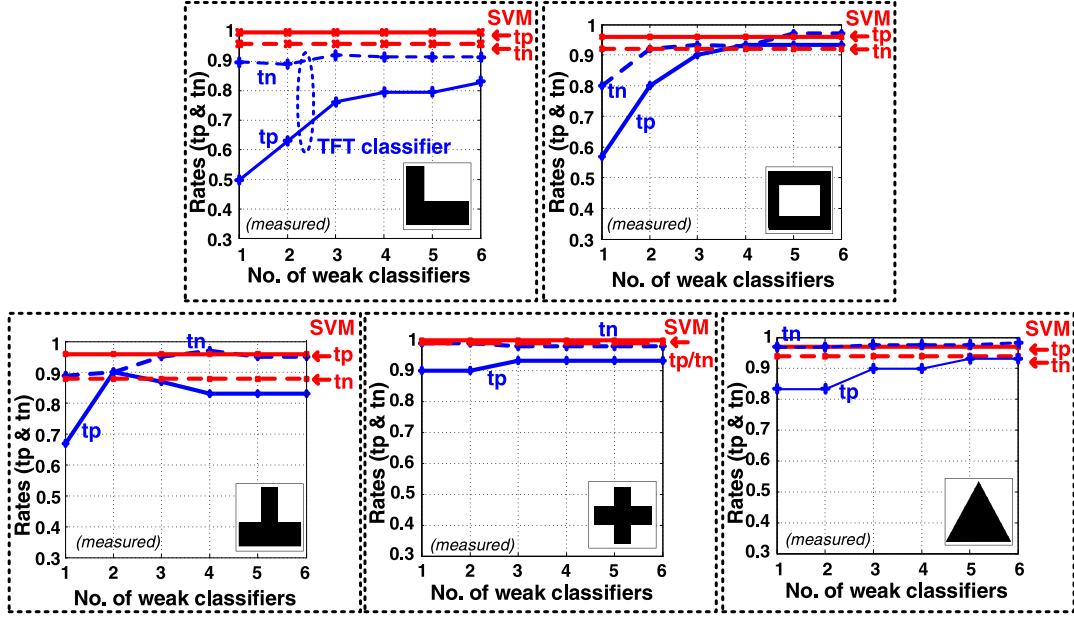 SVM
tp
tn
1
0.9
0.8
0.7
0.6
0.5
0.4
0.3
Rates (tp & tn)
tn
tp
TFT classifier
(measured)
1 2 3 4 5 6
No. of weak classifiers
SVM
tp
tn
1
0.9
0.8
0.7
0.6
0.5
0.4
0.3
Rates (tp & tn)
tn
tp
(measured)
1 2 3 4 5 6
No. of weak classifiers
SVM
tp
tn
1
0.9
0.8
0.7
0.6
0.5
0.4
0.3
Rates (tp & tn)
tn
tp
(measured)
1 2 3 4 5 6
No. of weak classifiers
SVM
tp/tn
1
0.9
0.8
0.7
0.6
0.5
0.4
0.3
Rates (tp & tn)
tn
tp
(measured)
1 2 3 4 5 6
No. of weak classifiers
SVM
tp
tn
1
0.9
0.8
0.7
0.6
0.5
0.4
0.3
Rates (tp & tn)
tn
tp
(measured)
1 2 3 4 5 6
No. of weak classifiers